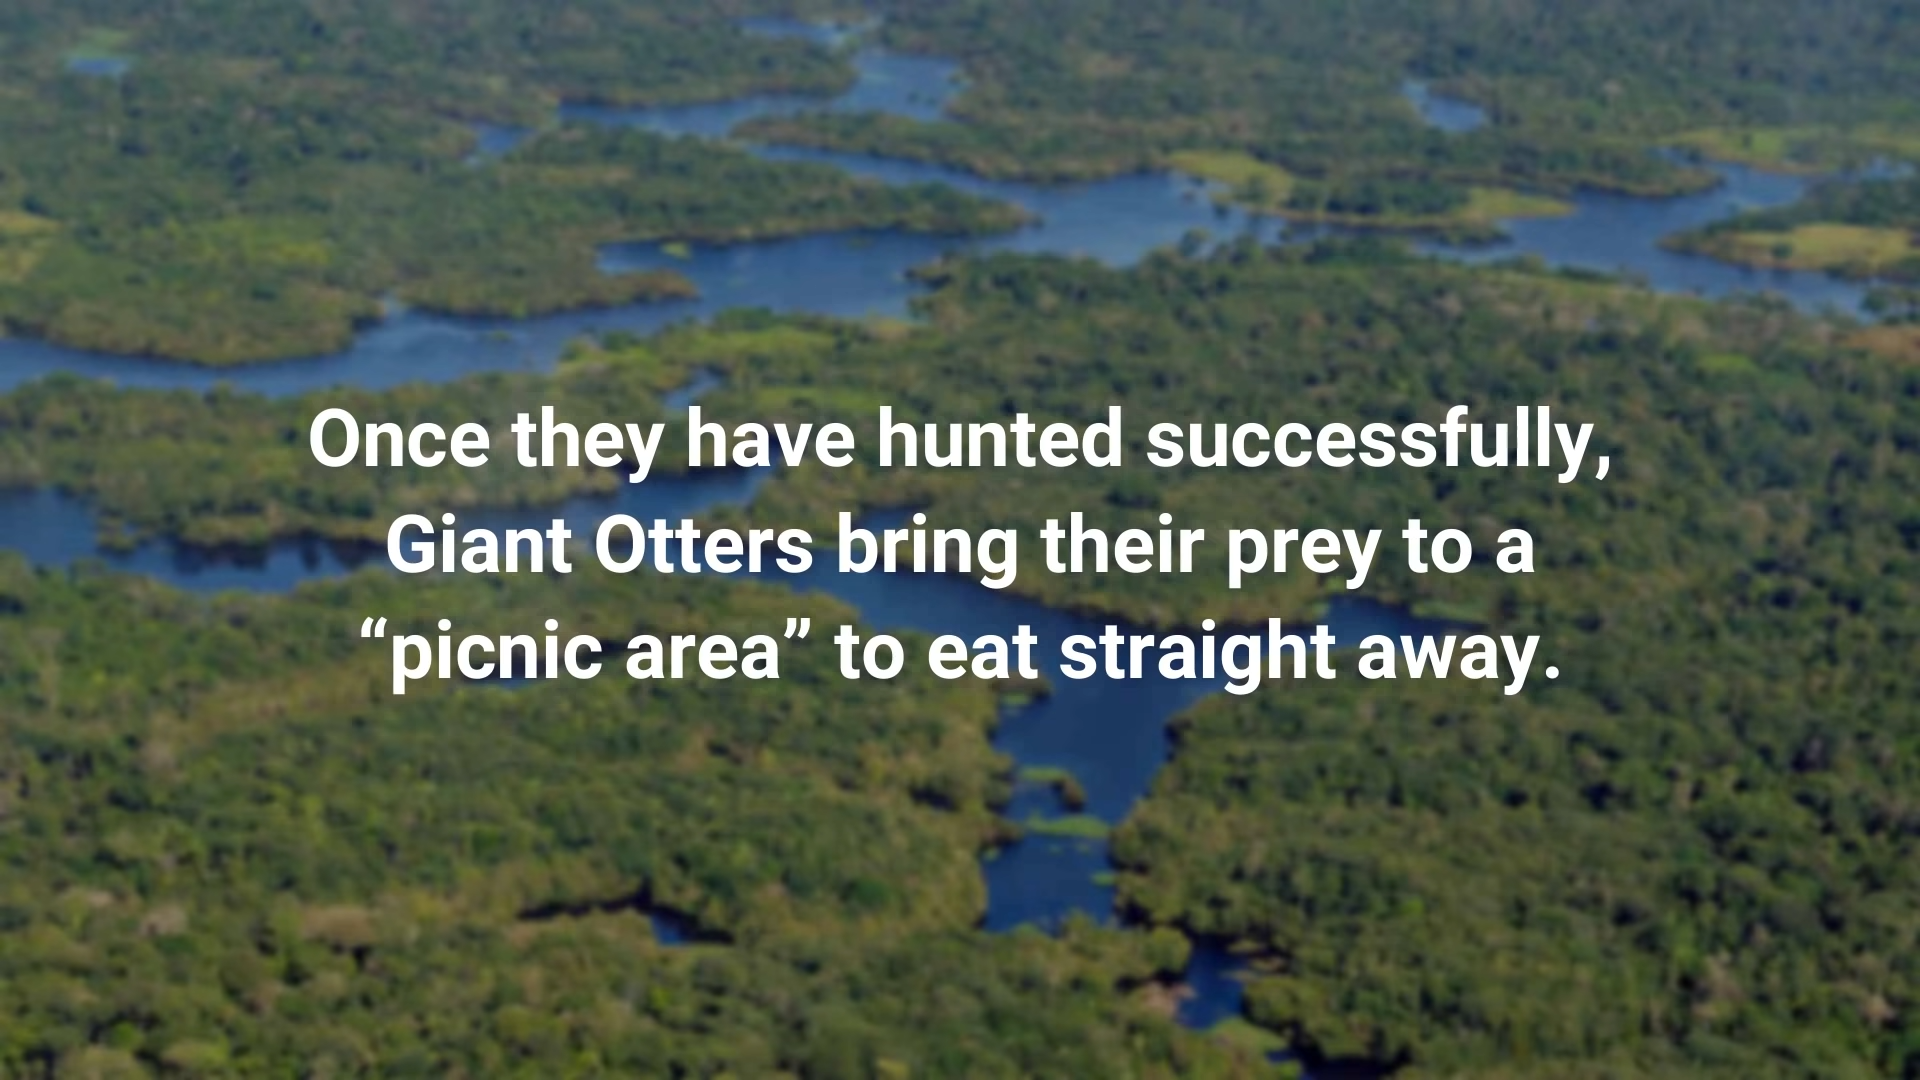 Once they have hunted successfully,
Giant Otters bring their prey to a
“picnic area” to eat straight away.